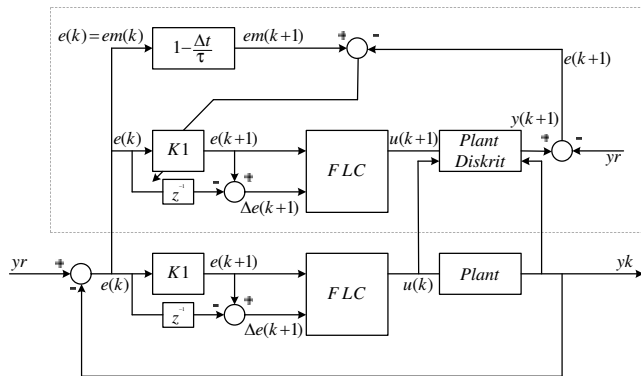 e(k)=em(k)
1-Δt/τ
em(k+1)
+
-
e(k+1)
e(k)
K1
e(k+1)
z⁻¹
-
+
Δe(k+1)
FLC
u(k+1)
Plant
Diskrit
y(k+1)
+
-
yr
yr
+
-
e(k)
K1
e(k+1)
z⁻¹
-
+
Δe(k+1)
FLC
u(k)
Plant
yk